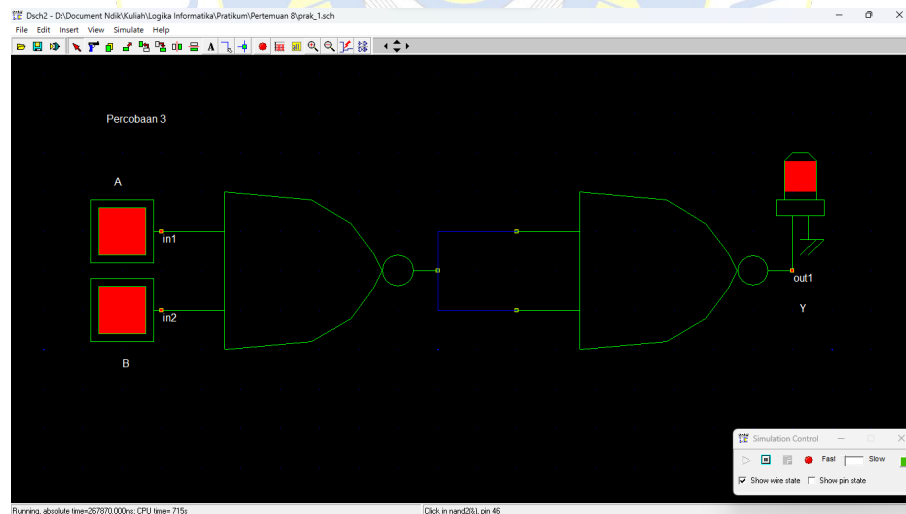 Dsch2 - D:\Document Ndik\Kuliah\Logika Informatika\Pratikum\Pertemuan 8\prak_1.sch
File Edit Insert View Simulate Help
A
Percobaan 3
A
in1
in2
B
out1
Y
Simulation Control
Fast Slow
Show wire state Show pin state
Running, absolute time=267870.000ns; CPU time= 715s
Click in nand2(&), pin 46